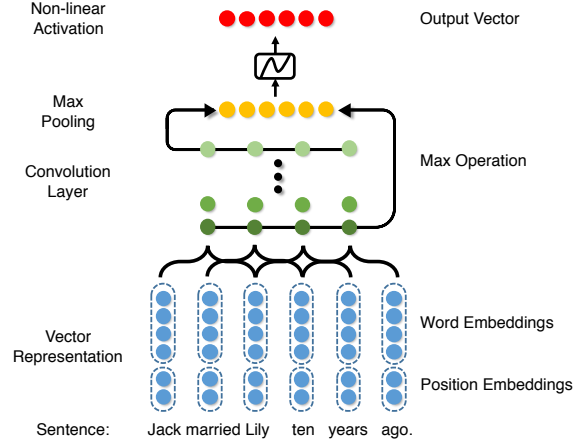 Non-linear
Activation
Output Vector
Max
Pooling
Convolution
Layer
Max Operation
Vector
Representation
Word Embeddings
Position Embeddings
Sentence: Jack married Lily ten years ago.